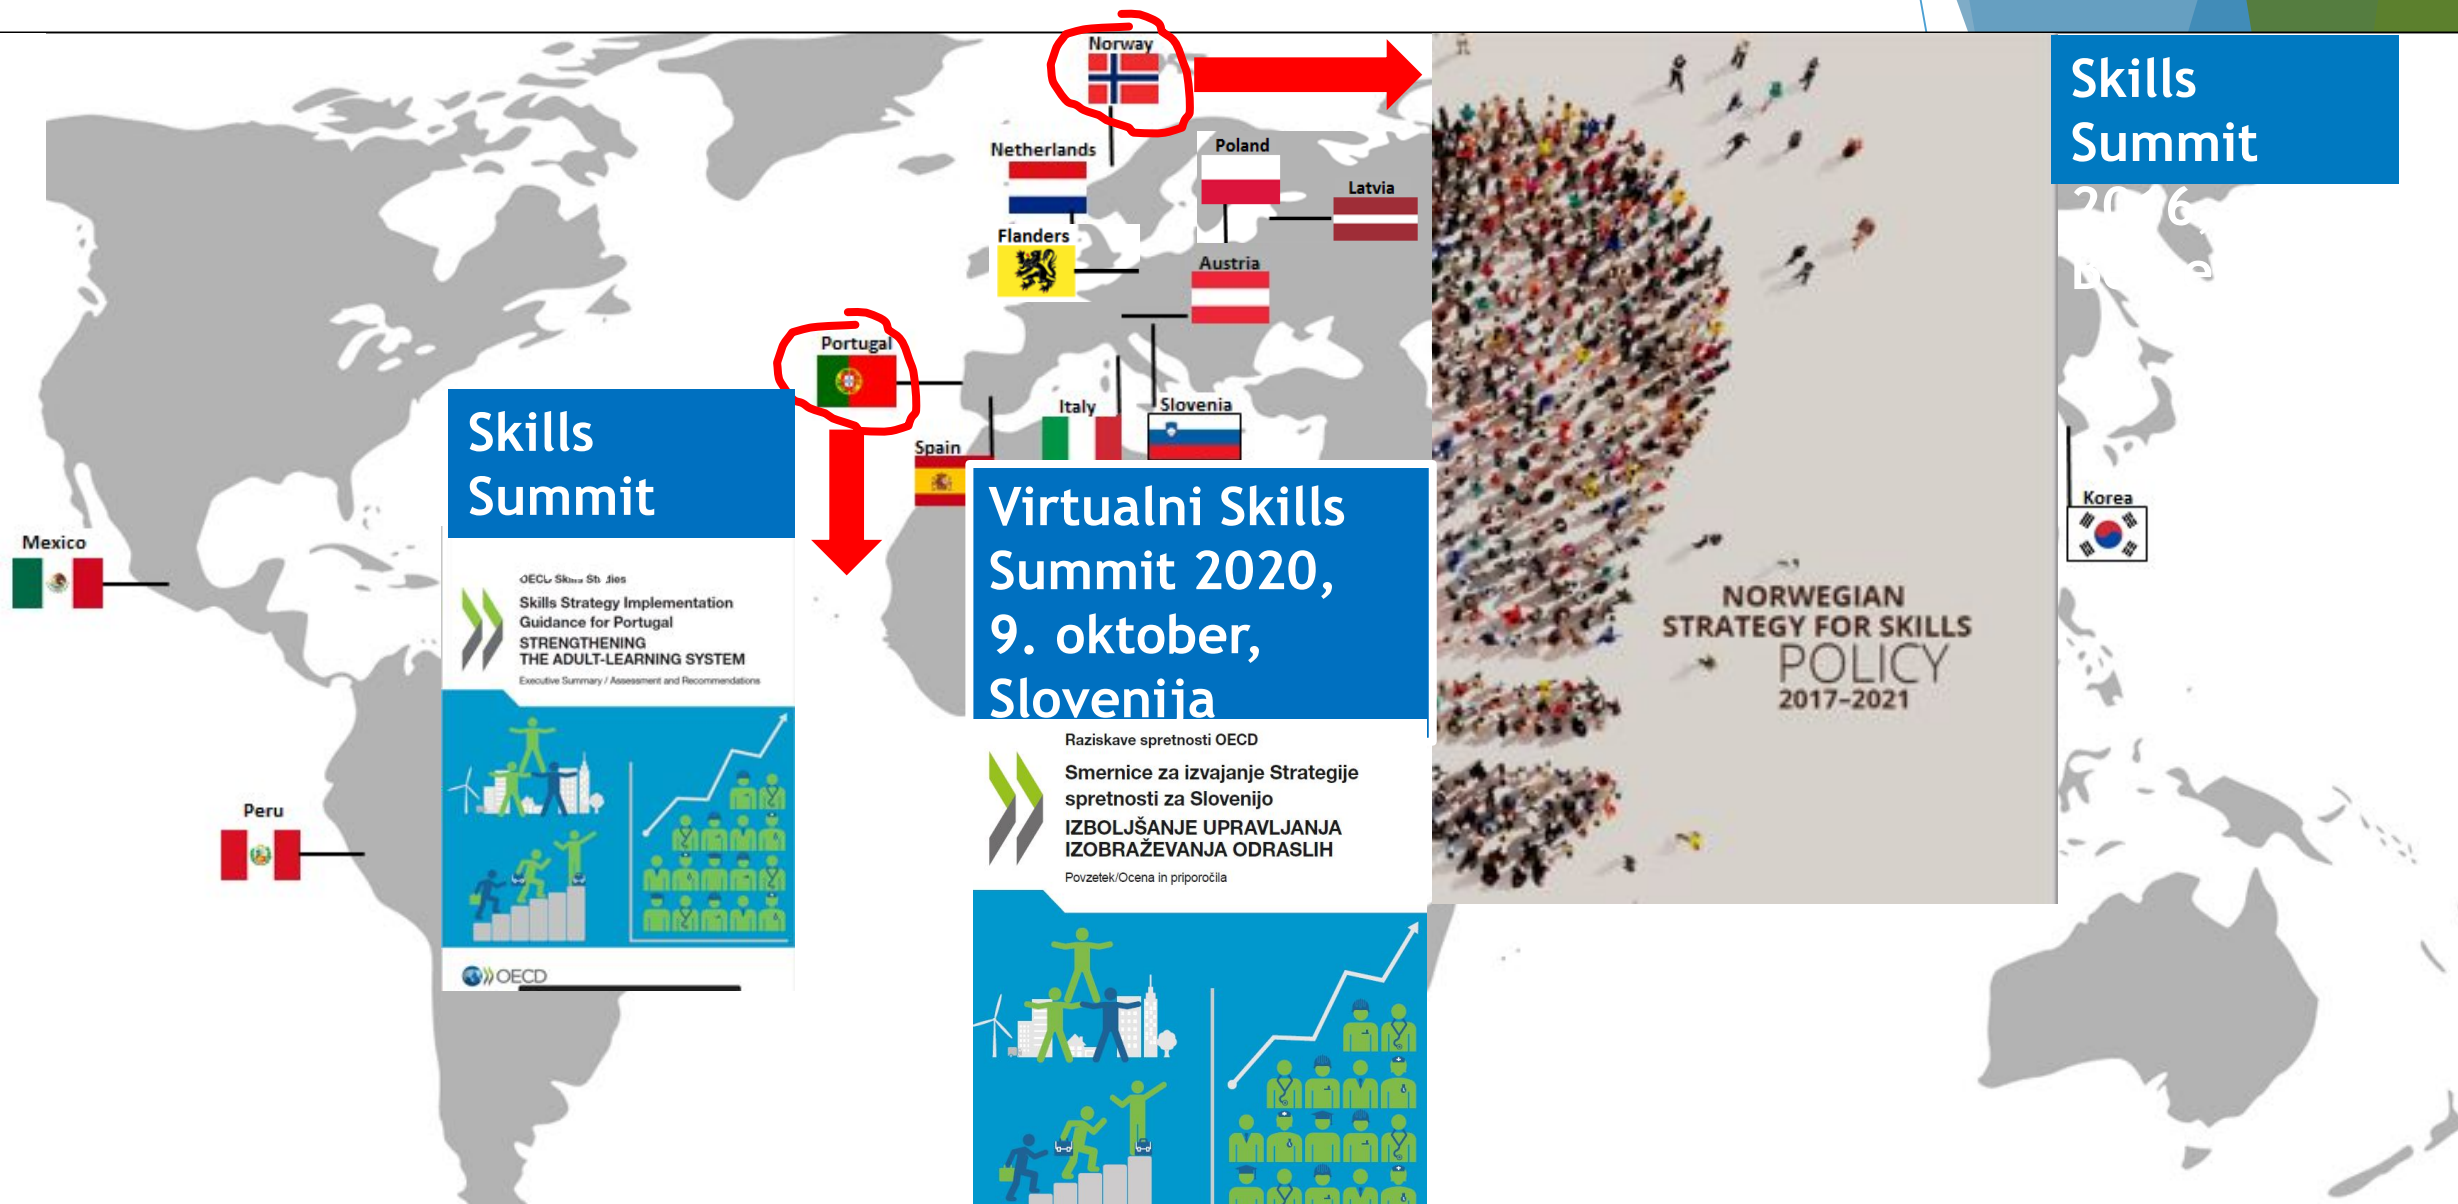 Norway
Netherlands
Poland
Latvia
Flanders
Austria
Portugal
Italy
Slovenia
Spain
Mexico
Peru
Korea
Skills
Summit
Skills
Summit
OECD Skills Studies
Skills Strategy Implementation
Guidance for Portugal
STRENGTHENING
THE ADULT-LEARNING SYSTEM
Executive Summary / Assessment and Recommendations
OECD
Virtualni Skills
Summit 2020,
9. oktober,
Slovenija
Raziskave spretnosti OECD
Smernice za izvajanje Strategije
spretnosti za Slovenijo
IZBOLJŠANJE UPRAVLJANJA
IZOBRAŽEVANJA ODRASLIH
Povzetek/Ocena in priporočila
NORWEGIAN
STRATEGY FOR SKILLS
POLICY
2017–2021